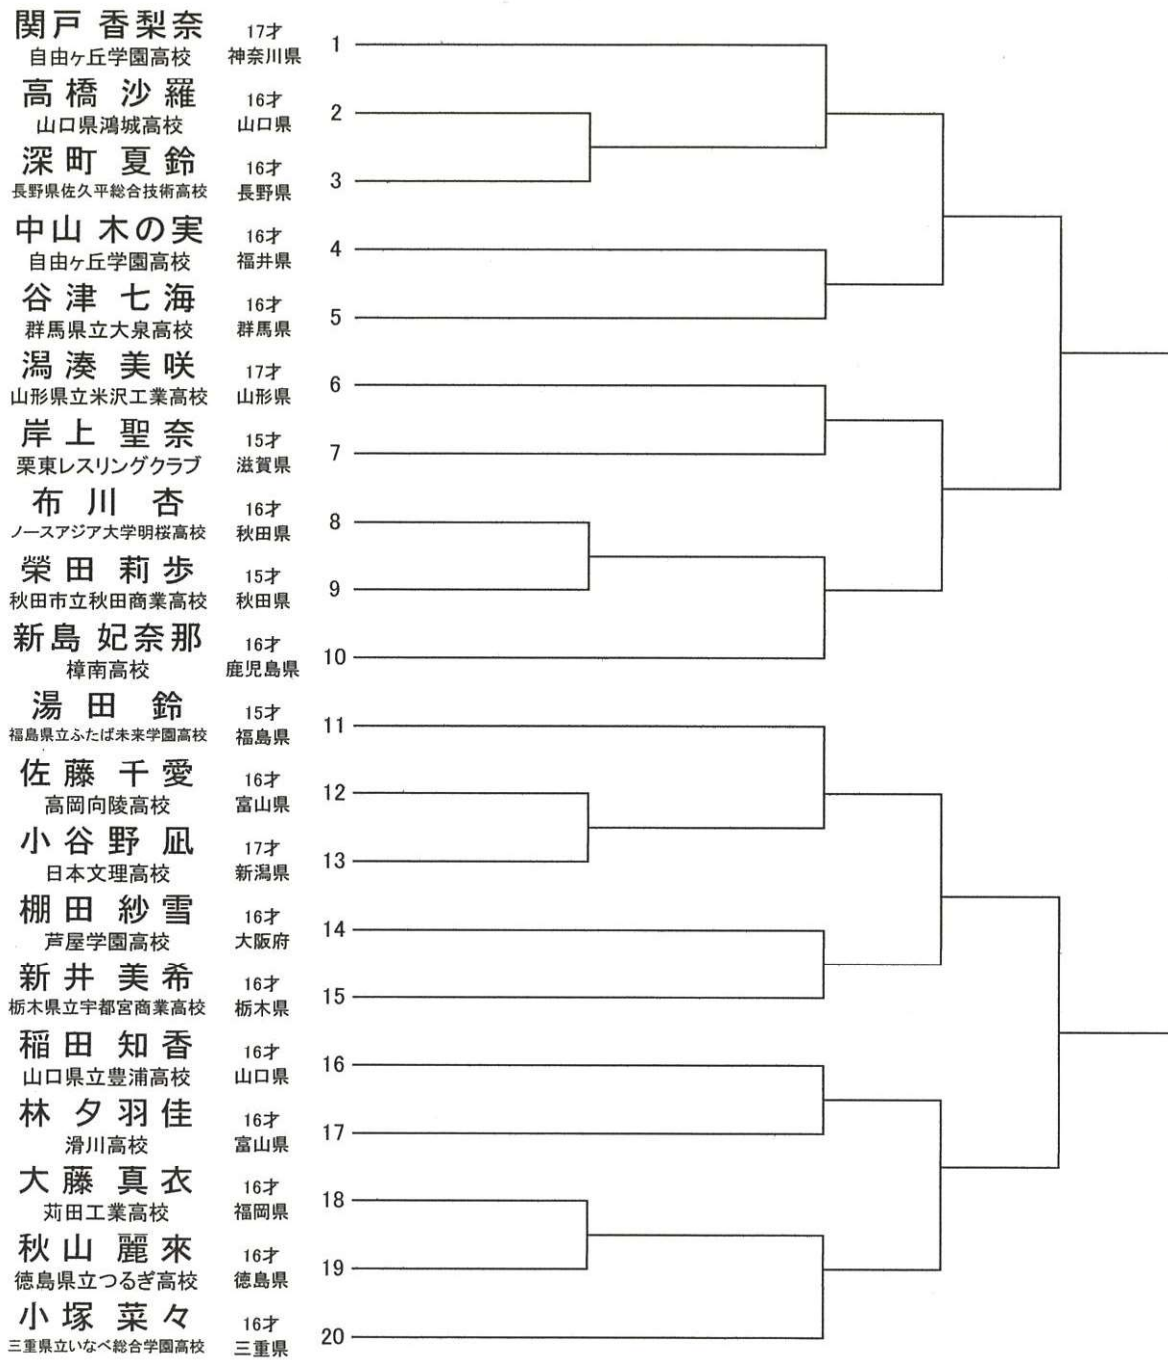 関戸 香梨奈 17才
自由ヶ丘学園高校 神奈川県 1
高橋 沙羅 16才
山口県鴻城高校 山口県 2
深町 夏鈴 16才
長野県佐久平総合技術高校 長野県 3
中山 木の実 16才
自由ヶ丘学園高校 福井県 4
谷津 七海 16才
群馬県立大泉高校 群馬県 5
潟湊 美咲 17才
山形県立米沢工業高校 山形県 6
岸上 聖奈 15才
栗東レスリングクラブ 滋賀県 7
布川 杏 16才
ノースアジア大学明桜高校 秋田県 8
榮田 莉歩 15才
秋田市立秋田商業高校 秋田県 9
新島 妃奈那 16才
樟南高校 鹿児島県 10
湯田 鈴 15才
福島県立ふたば未来学園高校 福島県 11
佐藤 千愛 16才
高岡向陵高校 富山県 12
小谷野 凪 17才
日本文理高校 新潟県 13
棚田 紗雪 16才
芦屋学園高校 大阪府 14
新井 美希 16才
栃木県立宇都宮商業高校 栃木県 15
稲田 知香 16才
山口県立豊浦高校 山口県 16
林 夕羽佳 16才
滑川高校 富山県 17
大藤 真衣 16才
苅田工業高校 福岡県 18
秋山 麗來 16才
徳島県立つるぎ高校 徳島県 19
小塚 菜々 16才
三重県立いなべ総合学園高校 三重県 20